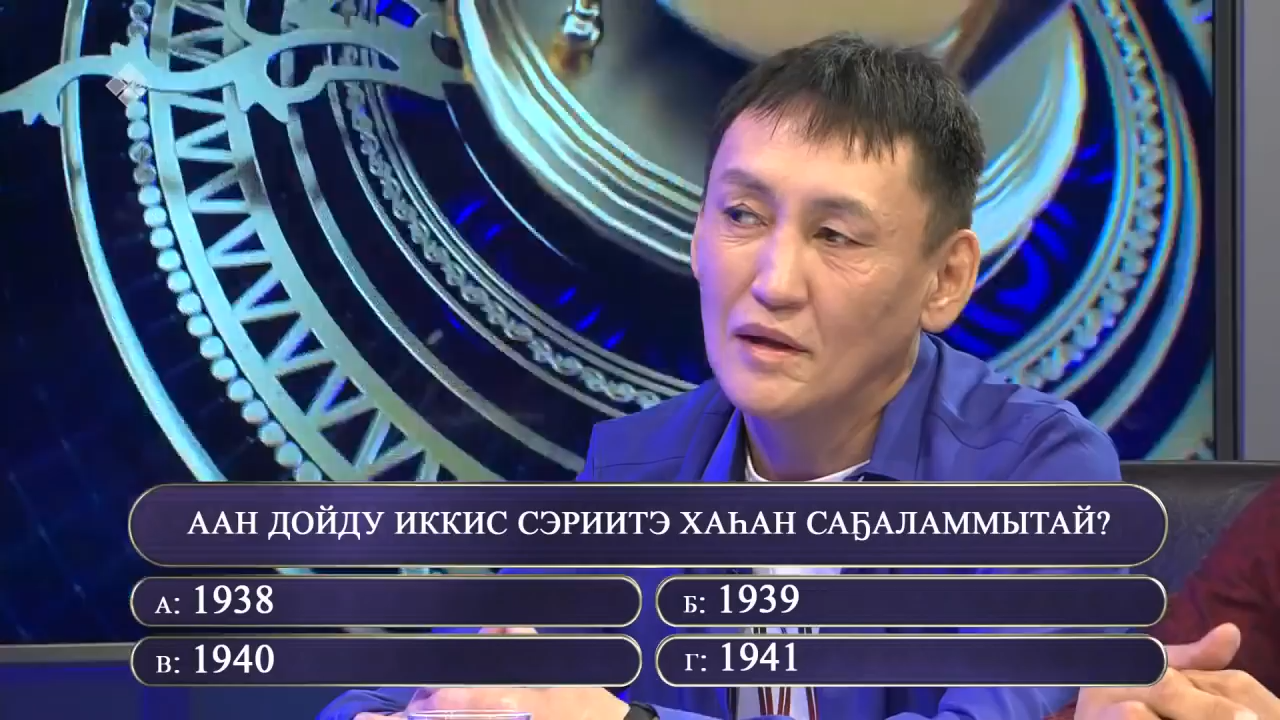 ААН ДОЙДУ ИККИС СЭРИИТЭ ХАҺАН САҔАЛАММЫТАЙ?
А: 1938
Б: 1939
В: 1940
Г: 1941